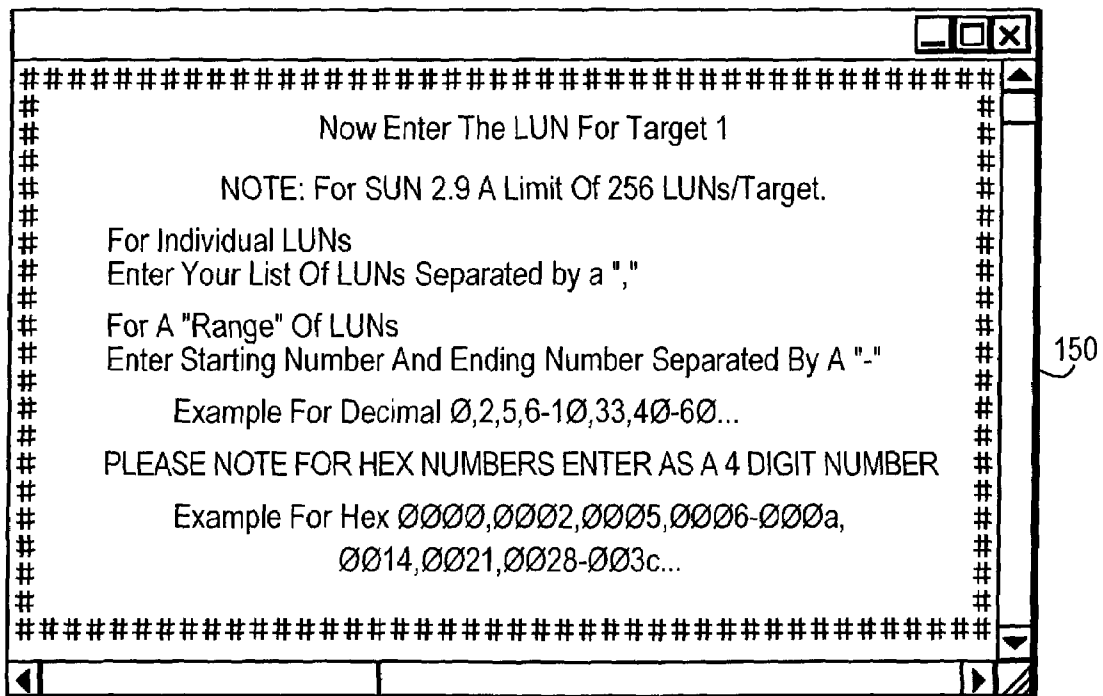 Now Enter The LUN For Target 1
NOTE: For SUN 2.9 A Limit Of 256 LUNs/Target.
For Individual LUNs
Enter Your List Of LUNs Separated by a ","
For A "Range" Of LUNs
Enter Starting Number And Ending Number Separated By A "-"
150
Example For Decimal Ø,2,5,6-1Ø,33,4Ø-6Ø...
PLEASE NOTE FOR HEX NUMBERS ENTER AS A 4 DIGIT NUMBER
Example For Hex ØØØØ,ØØØ2,ØØØ5,ØØØ6-ØØØa,
ØØ14,ØØ21,ØØ28-ØØ3c...